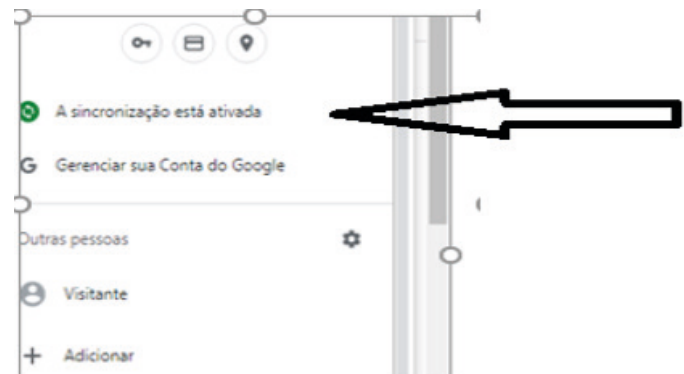 A sincronização está ativada
G Gerenciar sua Conta do Google
Outras pessoas
Visitante
Adicionar